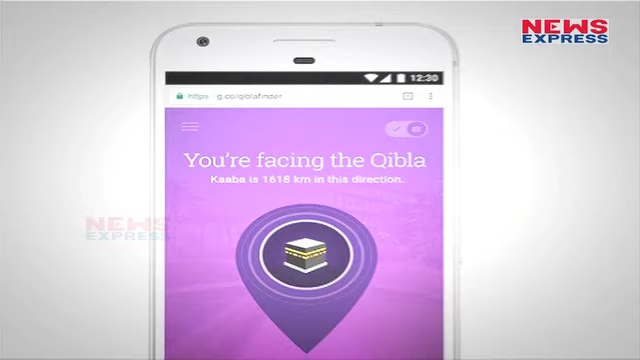 NEWS
EXPRESS
12:30
https g.co/qiblafinder
You're facing the Qibla
Kaaba is 1618 km in this direction.
NEWS
EXPRESS